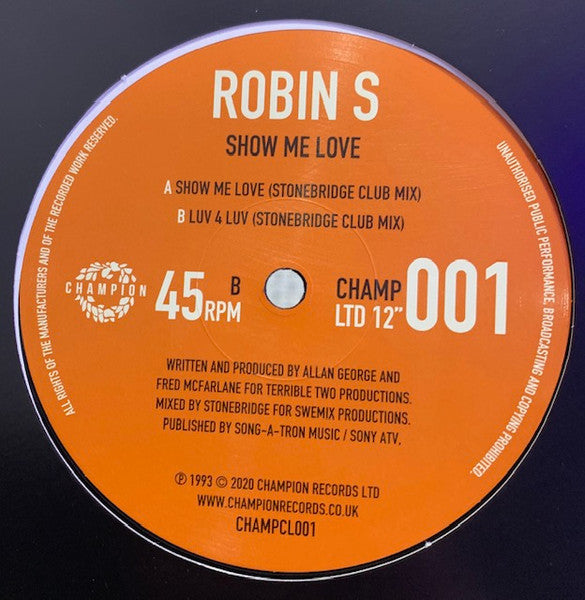 ROBIN S
SHOW ME LOVE
A SHOW ME LOVE (STONEBRIDGE CLUB MIX)
B LUV 4 LUV (STONEBRIDGE CLUB MIX)
CHAMPION
45RPM
B
CHAMP
LTD 12”
001
WRITTEN AND PRODUCED BY ALLAN GEORGE AND
FRED MCFARLANE FOR TERRIBLE TWO PRODUCTIONS.
MIXED BY STONEBRIDGE FOR SWEMIX PRODUCTIONS.
PUBLISHED BY SONG-A-TRON MUSIC / SONY ATV.
℗ 1993 © 2020 CHAMPION RECORDS LTD
WWW.CHAMPIONRECORDS.CO.UK
CHAMPCL001
ALL RIGHTS OF THE MANUFACTURERS AND OF THE RECORDED WORK RESERVED.
UNAUTHORISED PUBLIC PERFORMANCE, BROADCASTING AND COPYING PROHIBITED.